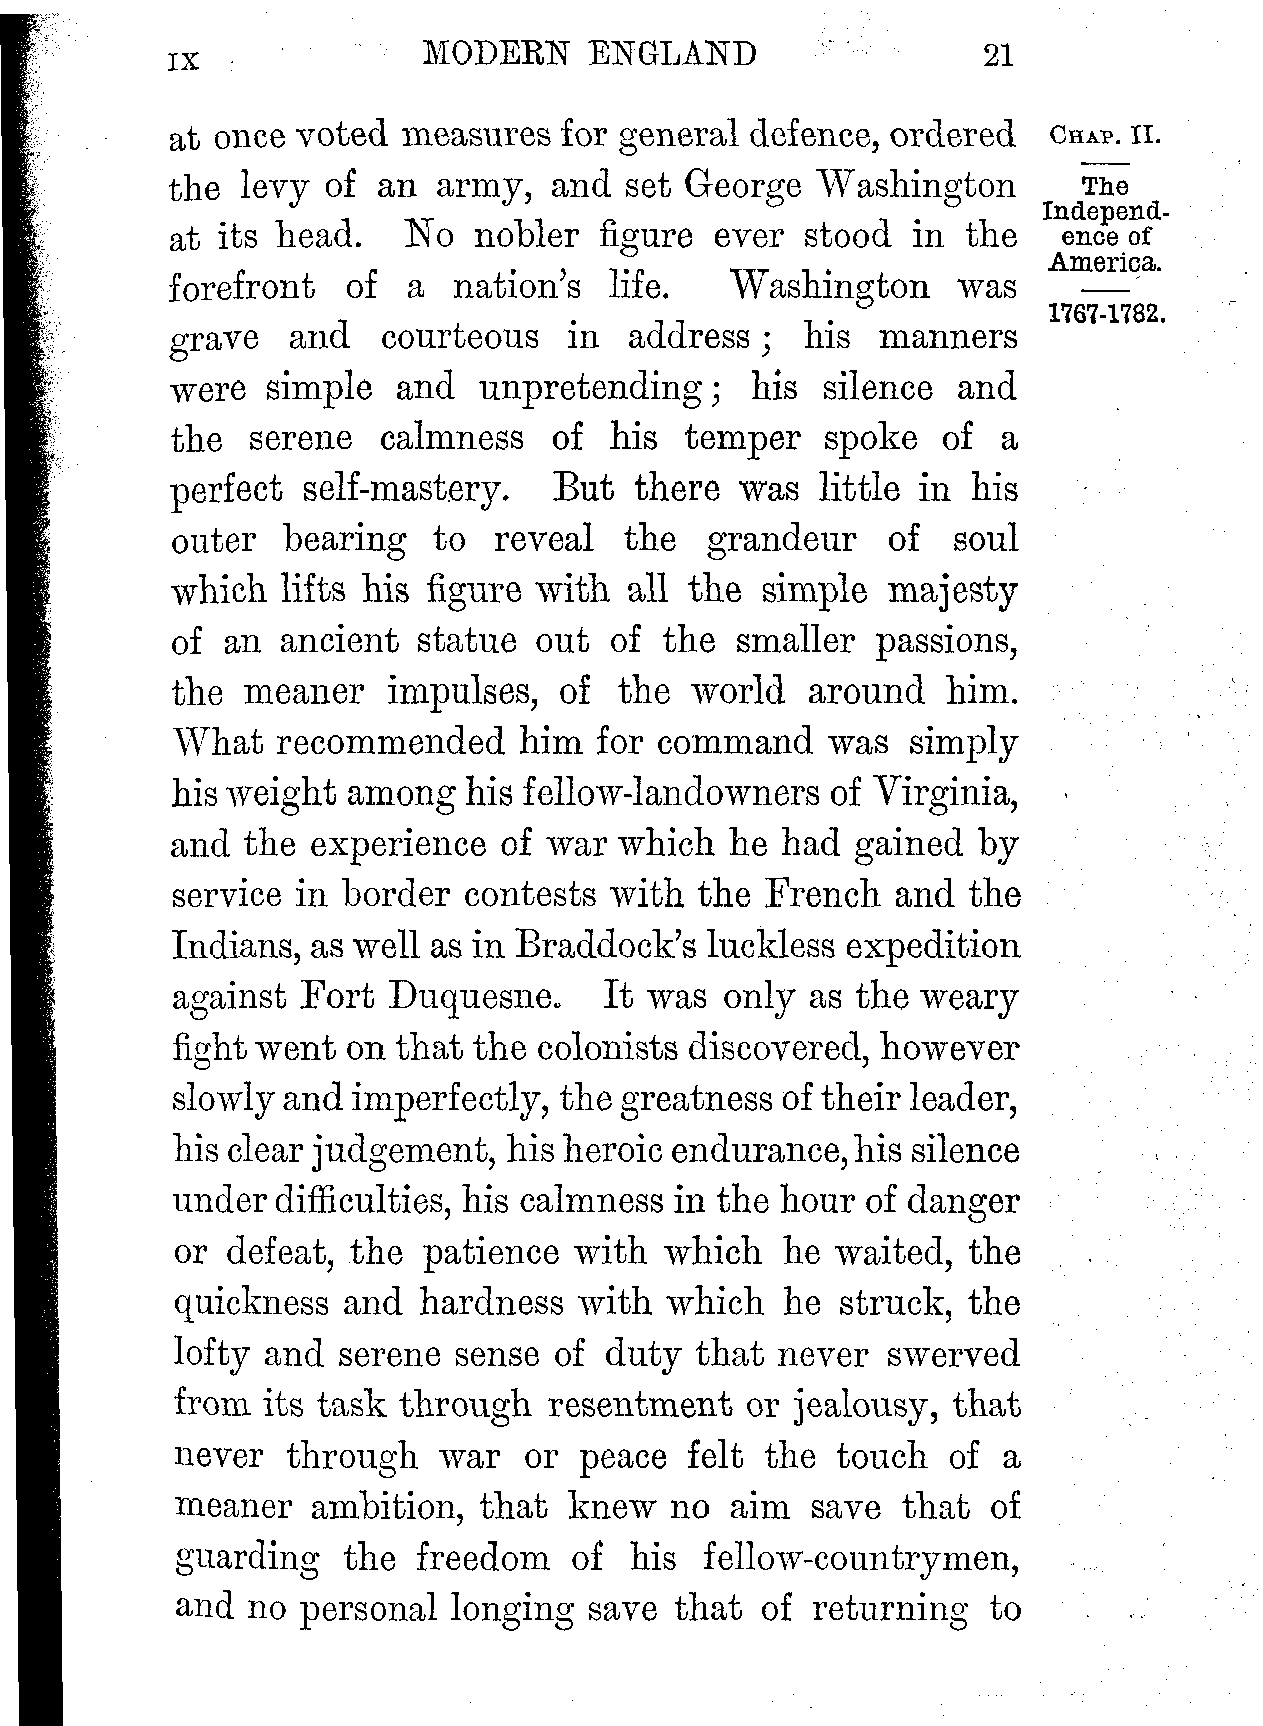 IX MODERN ENGLAND 21
at once voted measures for general defence, ordered
the levy of an army, and set George Washington
at its head. No nobler figure ever stood in the
forefront of a nation's life. Washington was
grave and courteous in address; his manners
were simple and unpretending; his silence and
the serene calmness of his temper spoke of a
perfect self-mastery. But there was little in his
outer bearing to reveal the grandeur of soul
which lifts his figure with all the simple majesty
of an ancient statue out of the smaller passions,
the meaner impulses, of the world around him.
What recommended him for command was simply
his weight among his fellow-landowners of Virginia,
and the experience of war which he had gained by
service in border contests with the French and the
Indians, as well as in Braddock's luckless expedition
against Fort Duquesne. It was only as the weary
fight went on that the colonists discovered, however
slowly and imperfectly, the greatness of their leader,
his clear judgement, his heroic endurance, his silence
under difficulties, his calmness in the hour of danger
or defeat, the patience with which he waited, the
quickness and hardness with which he struck, the
lofty and serene sense of duty that never swerved
from its task through resentment or jealousy, that
never through war or peace felt the touch of a
meaner ambition, that knew no aim save that of
guarding the freedom of his fellow-countrymen,
and no personal longing save that of returning to
CHAP. II.
The
Independ-
ence of
America.
1767-1782.